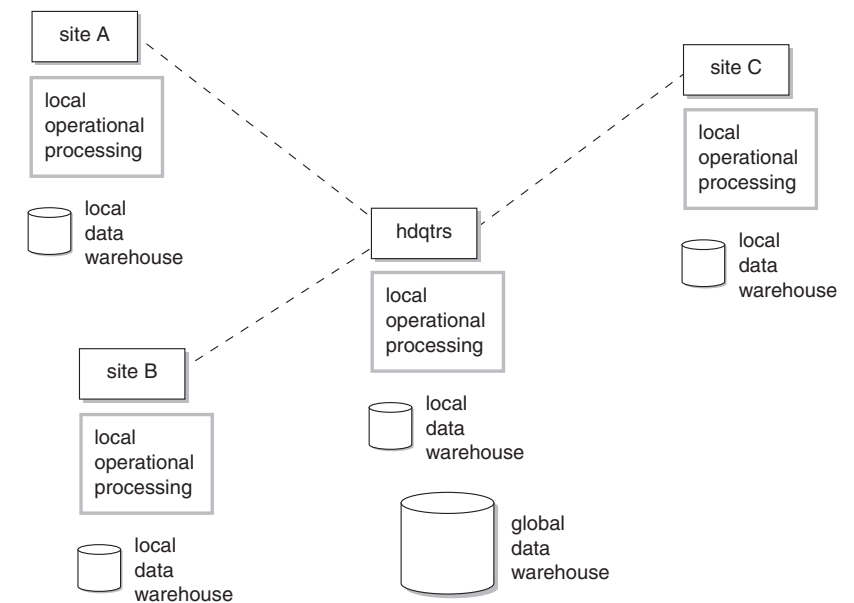 site A
local
operational
processing
local
data
warehouse
site C
local
operational
processing
local
data
warehouse
hdqtrs
local
operational
processing
local
data
warehouse
global
data
warehouse
site B
local
operational
processing
local
data
warehouse